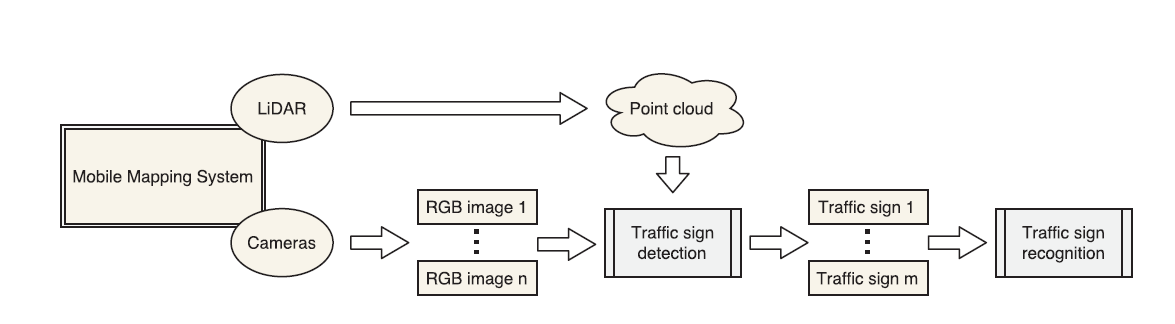 LiDAR
Point cloud
Mobile Mapping System
Cameras
RGB image 1
RGB image n
Traffic sign
detection
Traffic sign 1
Traffic sign m
Traffic sign
recognition